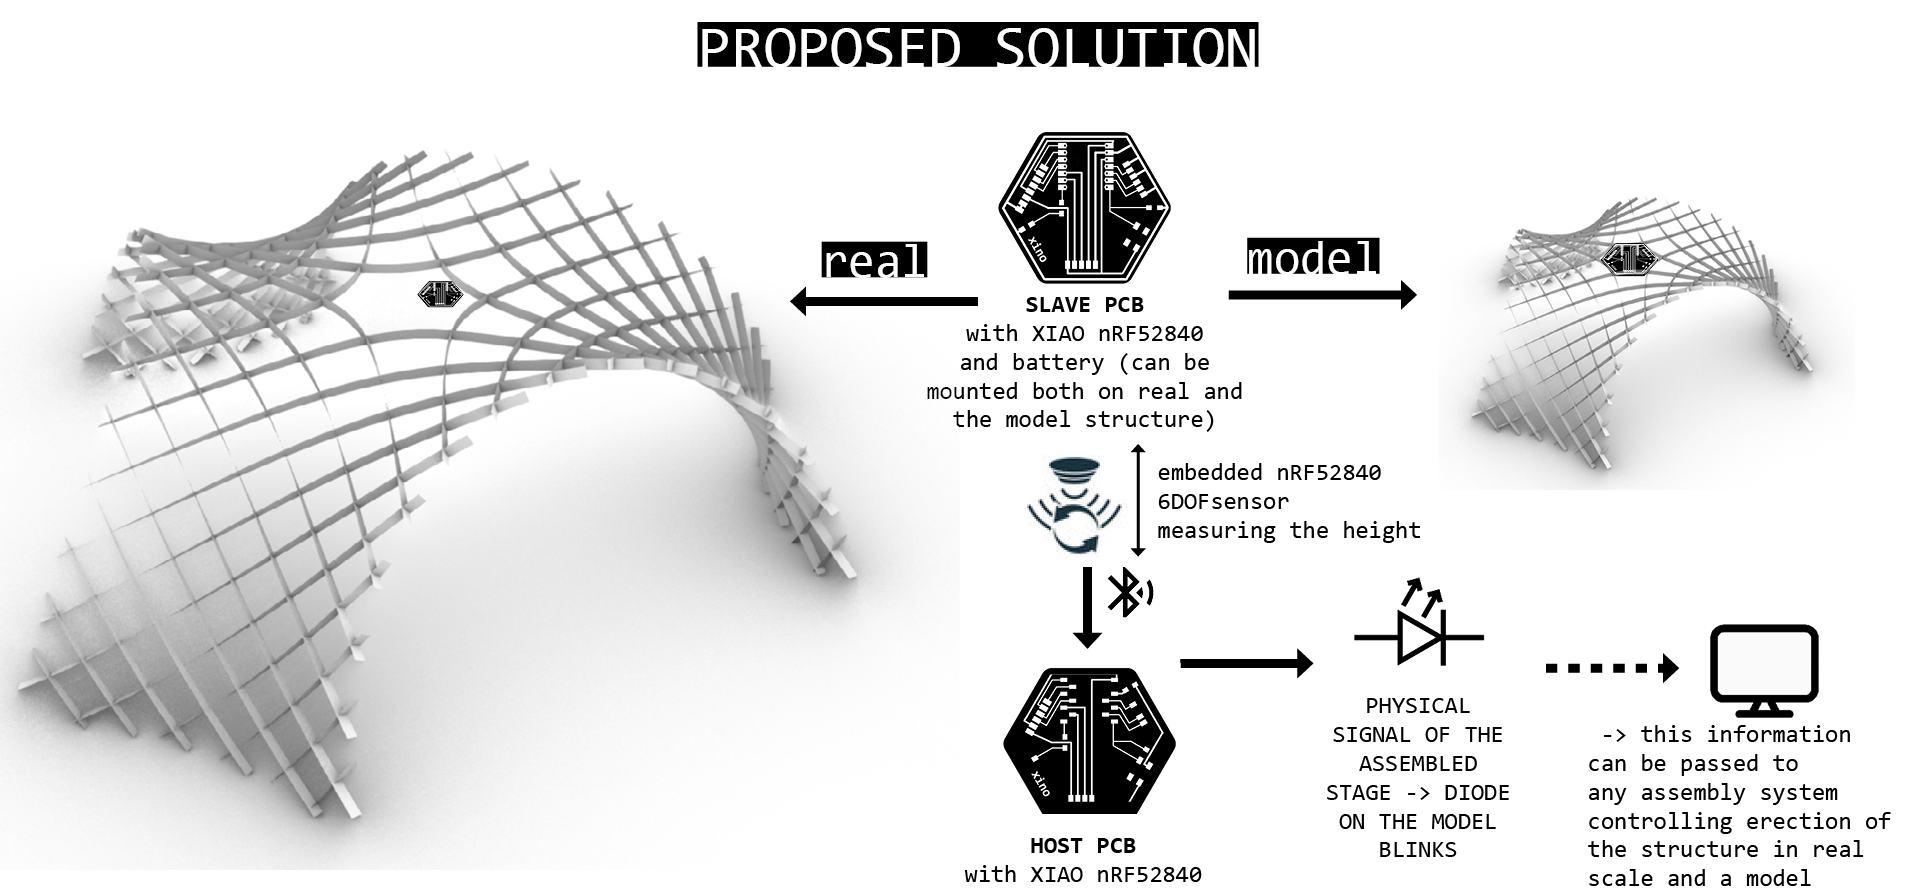 PROPOSED SOLUTION
real
model
xino
SLAVE PCB
with XIAO nRF52840
and battery (can be
mounted both on real and
the model structure)
embedded nRF52840
6DOFsensor
measuring the height
xino
HOST PCB
with XIAO nRF52840
PHYSICAL
SIGNAL OF THE
ASSEMBLED
STAGE -> DIODE
ON THE MODEL
BLINKS
-> this information
can be passed to
any assembly system
controlling erection of
the structure in real
scale and a model